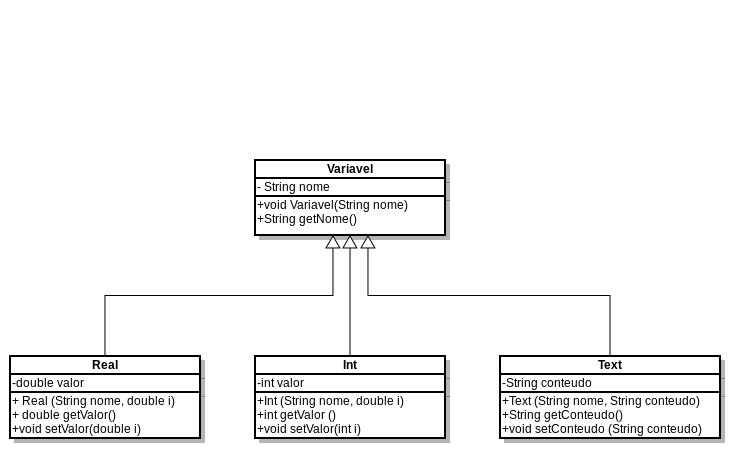 Variavel
- String nome
+void Variavel(String nome)
+String getNome()
Real
-double valor
+ Real (String nome, double i)
+ double getValor()
+void setValor(double i)
Int
-int valor
+Int (String nome, double i)
+int getValor ()
+void setValor(int i)
Text
-String conteudo
+Text (String nome, String conteudo)
+String getConteudo()
+void setConteudo (String conteudo)